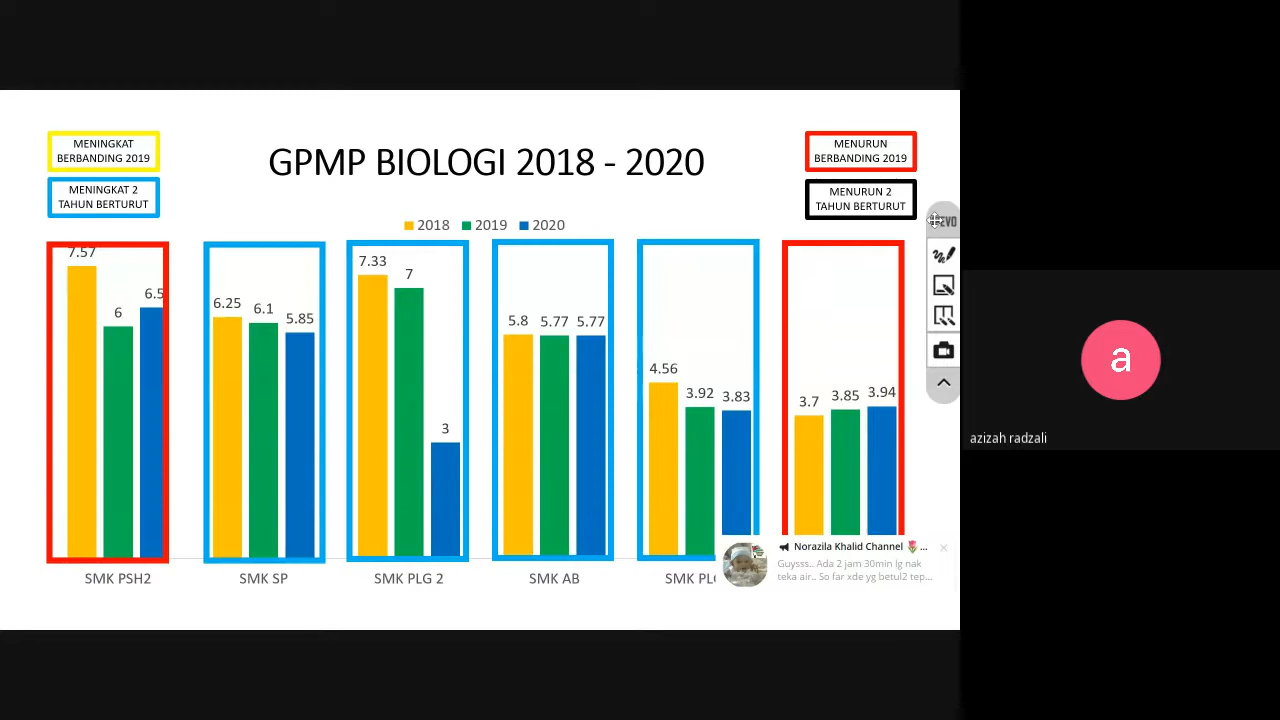 MENINGKAT
BERBANDING 2019
MENINGKAT 2
TAHUN BERTURUT
GPMP BIOLOGI 2018 - 2020
MENURUN
BERBANDING 2019
MENURUN 2
TAHUN BERTURUT
2018 2019 2020
7.57 6 6.5
6.25 6.1 5.85
7.33 7 3
5.8 5.77 5.77
4.56 3.92 3.83
3.7 3.85 3.94
SMK PSH2 SMK SP SMK PLG 2 SMK AB SMK
Norazila Khalid Channel 🌷...
Guysss.. Ada 2 jam 30min lg nak
teka air.. So far xde yg betul2 tep...
a
azizah radzali